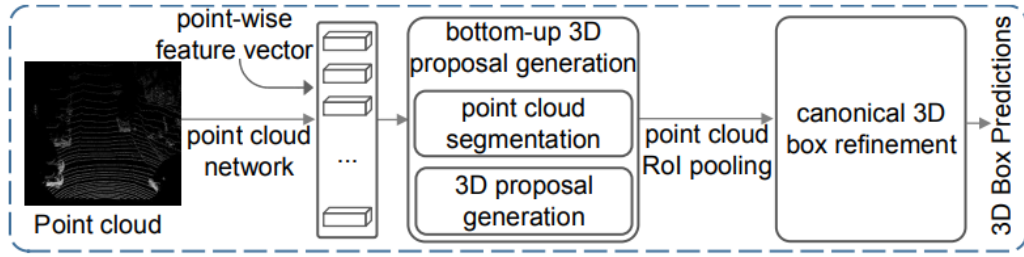 point-wise
feature vector
Point cloud
point cloud
network
...
bottom-up 3D
proposal generation
point cloud
segmentation
3D proposal
generation
point cloud
RoI pooling
canonical 3D
box refinement
3D Box Predictions